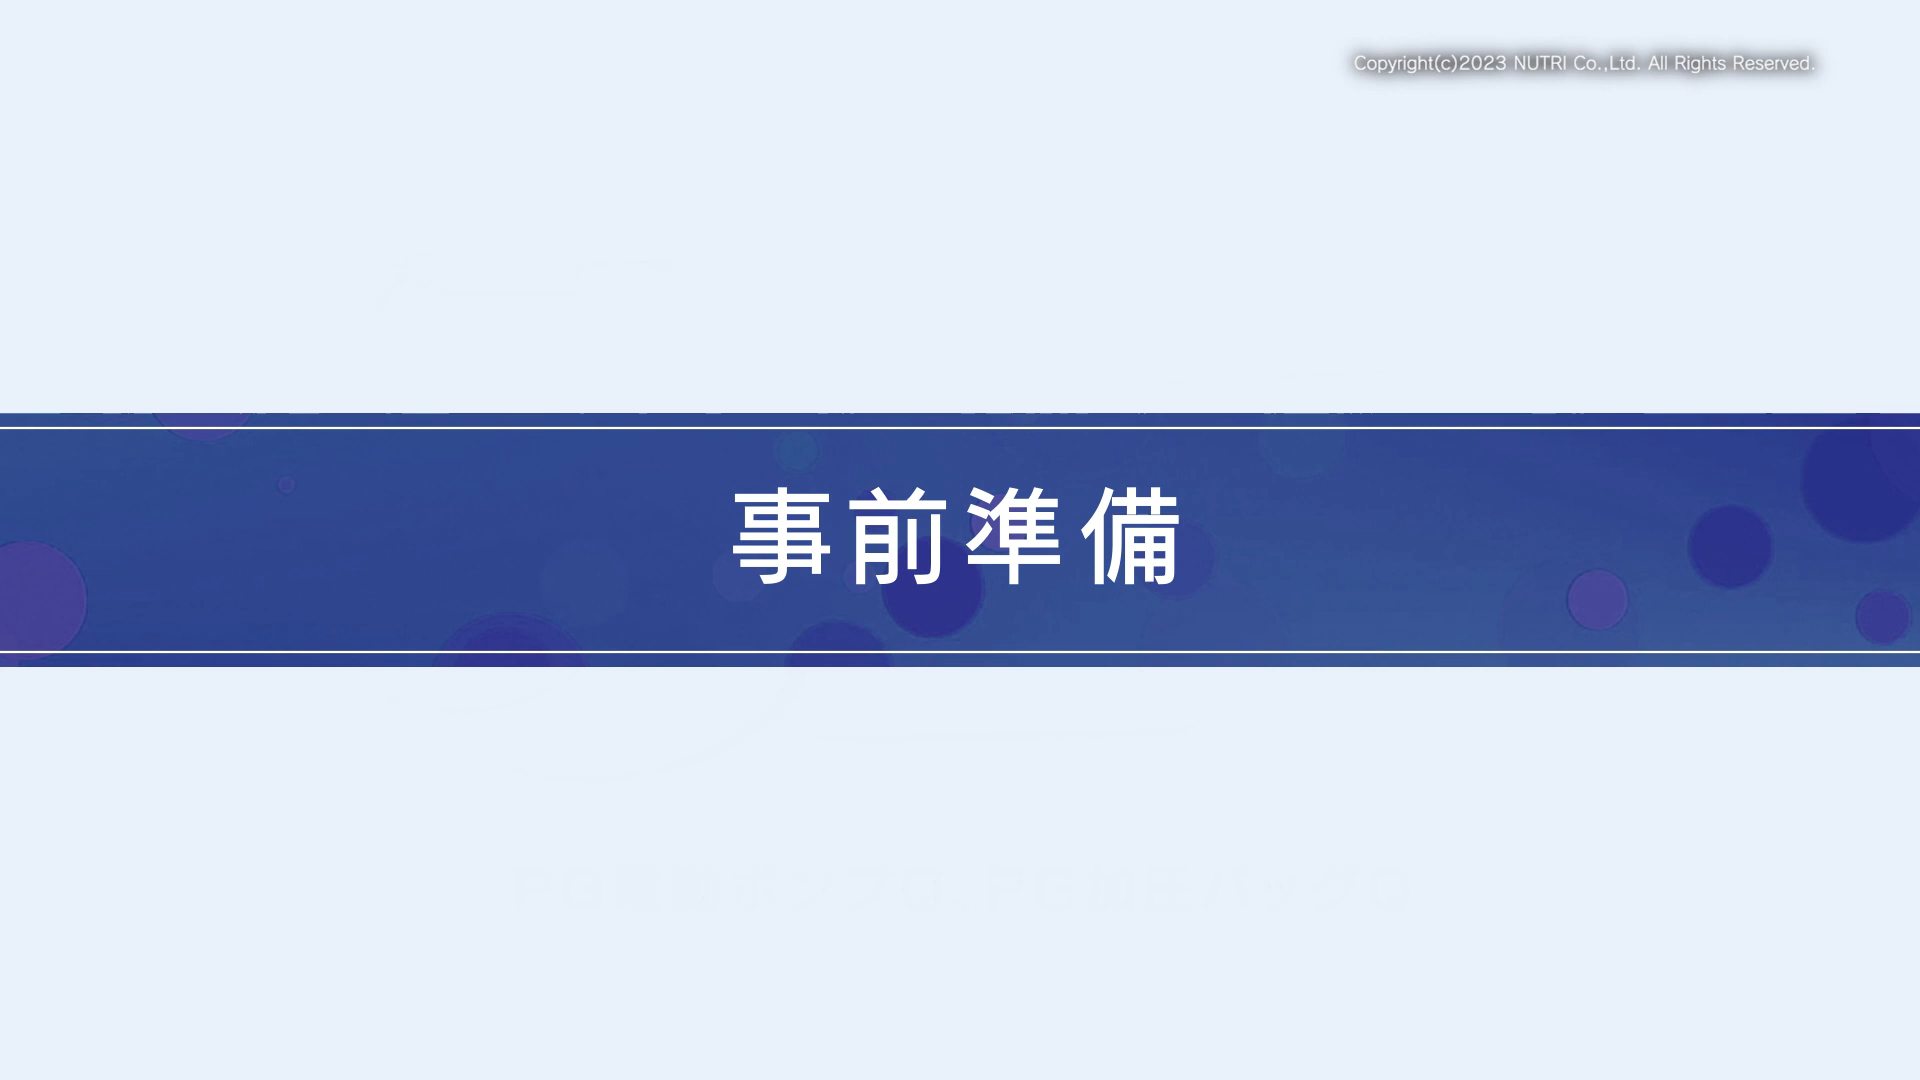 Copyright(c)2023 NUTRI Co.,Ltd. All Rights Reserved.
事前準備